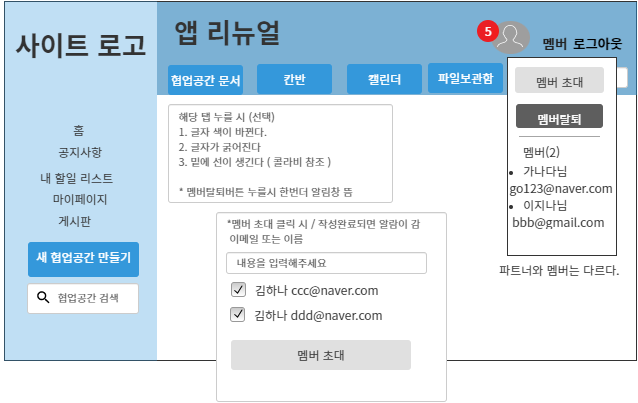 사이트 로고
홈
공지사항
내 할일 리스트
마이페이지
게시판
새 협업공간 만들기
협업공간 검색
앱 리뉴얼
5
멤버 로그아웃
협업공간 문서
칸반
캘린더
파일보관함
해당 탭 누를 시 (선택)
1. 글자 색이 바뀐다.
2. 글자가 굵어진다
3. 밑에 선이 생긴다 ( 콜라비 참조 )
* 멤버탈퇴버튼 누를시 한번더 알림창 뜸
멤버 초대
멤버탈퇴
멤버(2)
• 가나다님
go123@naver.com
• 이지나님
bbb@gmail.com
파트너와 멤버는 다르다.
*멤버 초대 클릭 시 / 작성완료되면 알람이 감
이메일 또는 이름
내용을 입력해주세요
김하나 ccc@naver.com
김하나 ddd@naver.com
멤버 초대